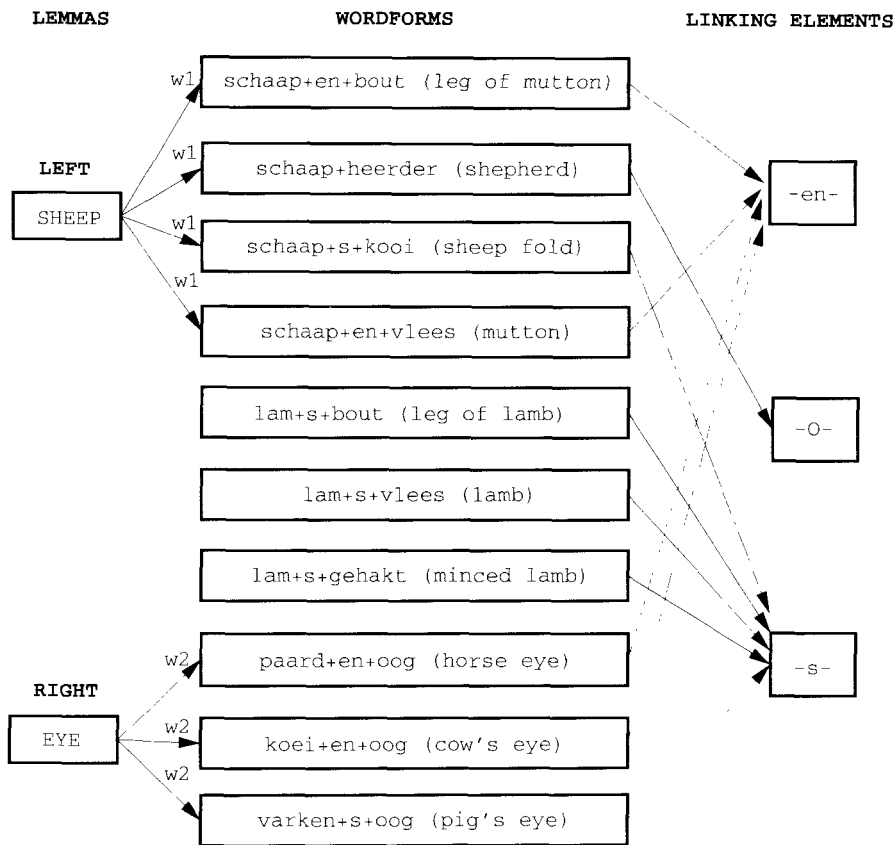 LEMMAS WORDFORMS LINKING ELEMENTS
w1 schaap+en+bout (leg of mutton)
LEFT
w1 schaap+heerder (shepherd) -en-
SHEEP
w1 schaap+s+kooi (sheep fold)
w1 schaap+en+vlees (mutton)
lam+s+bout (leg of lamb) -O-
lam+s+vlees (lamb)
lam+s+gehakt (minced lamb)
w2 paard+en+oog (horse eye) -s-
RIGHT
EYE w2 koei+en+oog (cow's eye)
w2 varken+s+oog (pig's eye)